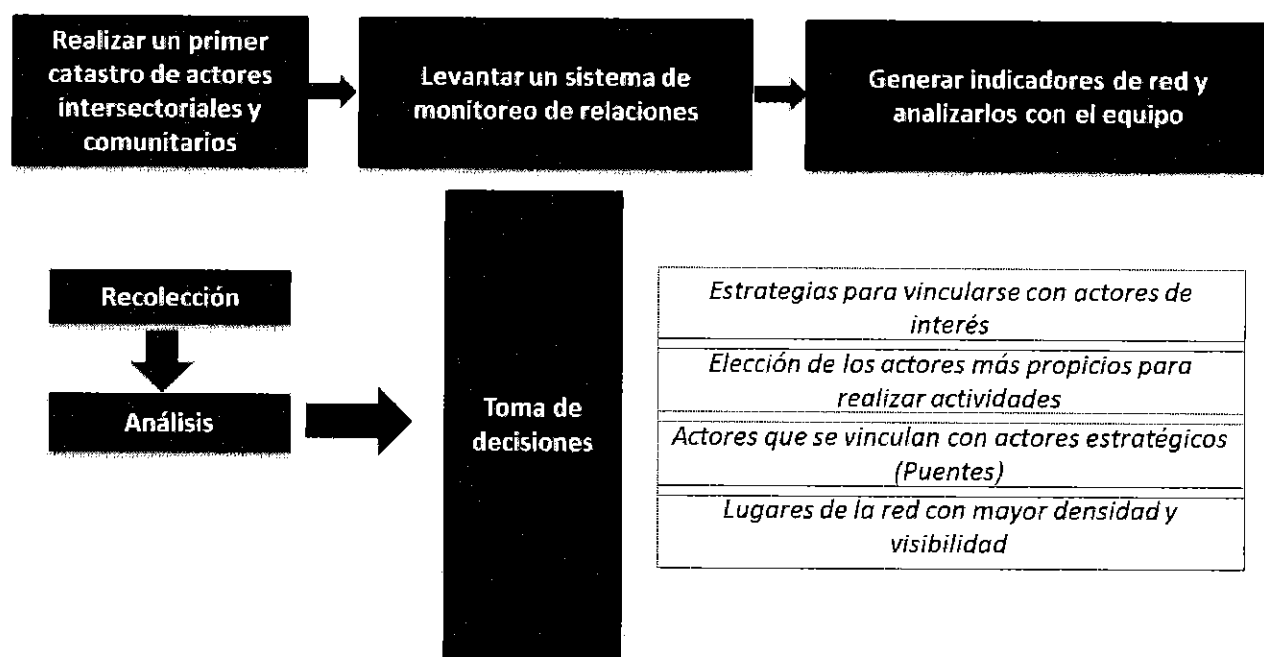 Realizar un primer
catastro de actores
intersectoriales y
comunitarios
Levantar un sistema de
monitoreo de relaciones
Generar indicadores de red y
analizarlos con el equipo
Recolección
Análisis
Toma de
decisiones
Estrategias para vincularse con actores de
interés
Elección de los actores más propicios para
realizar actividades
Actores que se vinculan con actores estratégicos
(Puentes)
Lugares de la red con mayor densidad y
visibilidad